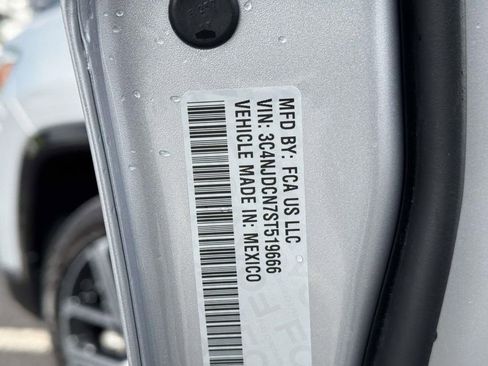 MFD BY: FCA US LLC
VIN: 3C4NJDCN7ST519666
VEHICLE MADE IN: MEXICO